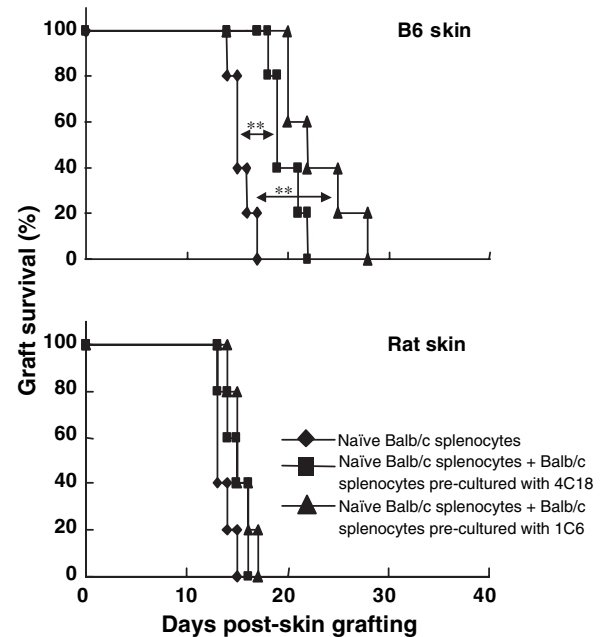 B6 skin
100
80
60
40
20
0
**
**
Graft survival (%)
Rat skin
100
80
60
40
20
0
Naïve Balb/c splenocytes
Naïve Balb/c splenocytes + Balb/c
splenocytes pre-cultured with 4C18
Naïve Balb/c splenocytes + Balb/c
splenocytes pre-cultured with 1C6
0 10 20 30 40
Days post-skin grafting